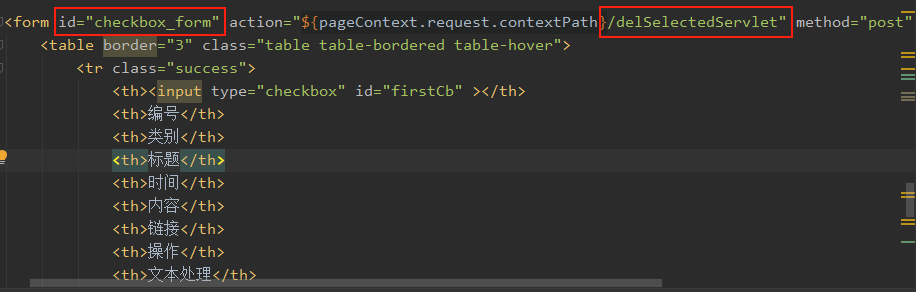 <form id="checkbox_form" action="${pageContext.request.contextPath}/delSelectedServlet" method="post"
<table border="3" class="table table-bordered table-hover">
<tr class="success">
<th><input type="checkbox" id="firstCb" ></th>
<th>编号</th>
<th>类别</th>
<th>标题</th>
<th>时间</th>
<th>内容</th>
<th>链接</th>
<th>操作</th>
<th>文本处理</th>